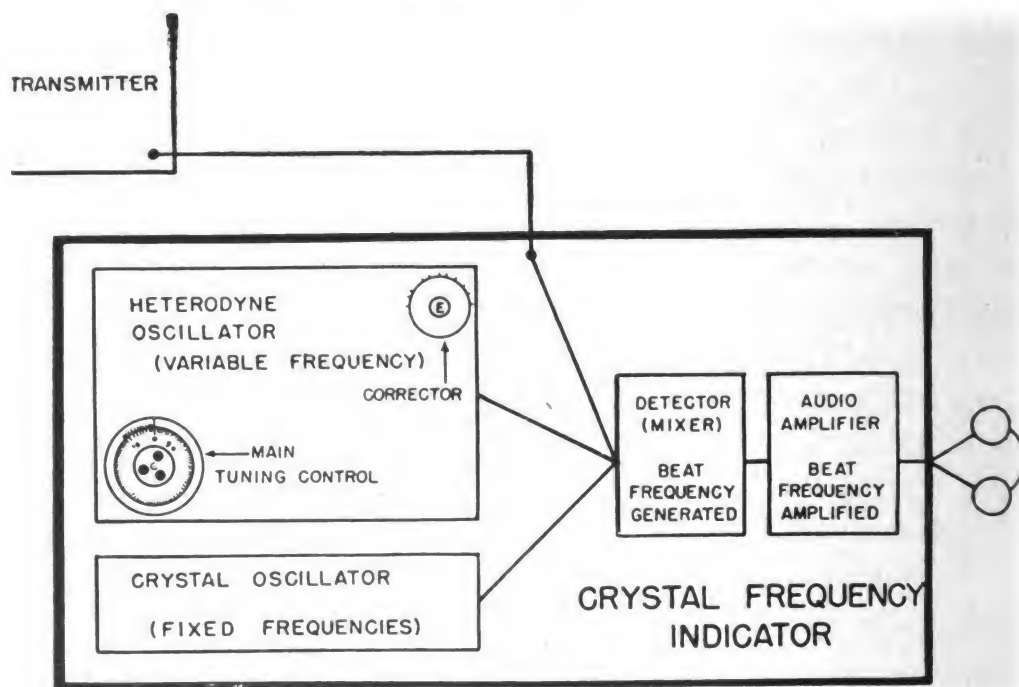 TRANSMITTER
HETERODYNE
OSCILLATOR
(VARIABLE FREQUENCY)
E
CORRECTOR
MAIN
TUNING CONTROL
DETECTOR
(MIXER)
BEAT
FREQUENCY
GENERATED
AUDIO
AMPLIFIER
BEAT
FREQUENCY
AMPLIFIED
CRYSTAL OSCILLATOR
(FIXED FREQUENCIES)
CRYSTAL FREQUENCY
INDICATOR